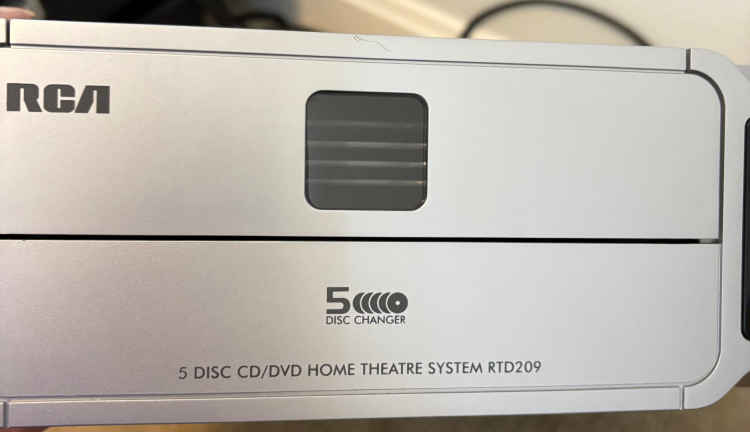 RCA
5
DISC CHANGER
5 DISC CD/DVD HOME THEATRE SYSTEM RTD209